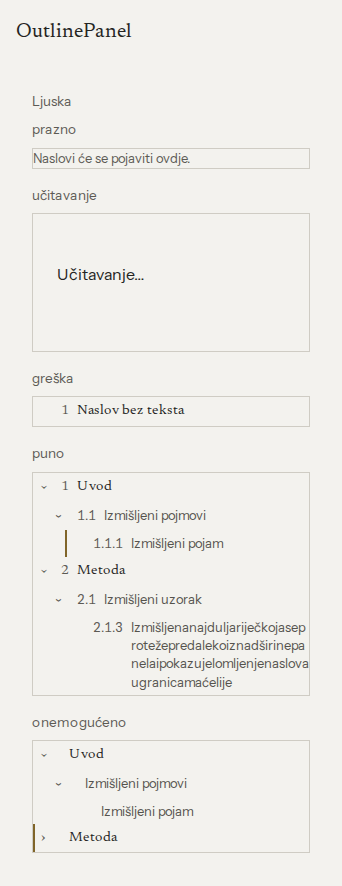 OutlinePanel
Ljuska
prazno
Naslovi će se pojaviti ovdje.
učitavanje
Učitavanje…
greška
1 Naslov bez teksta
puno
1 Uvod
1.1 Izmišljeni pojmovi
1.1.1 Izmišljeni pojam
2 Metoda
2.1 Izmišljeni uzorak
2.1.3 Izmišljenanajduljariječkojasep
rotežepredalekoiznadširinepa
nelaipokazujelomljenjenaslova
ugranicamaćelije
onemogućeno
Uvod
Izmišljeni pojmovi
Izmišljeni pojam
Metoda